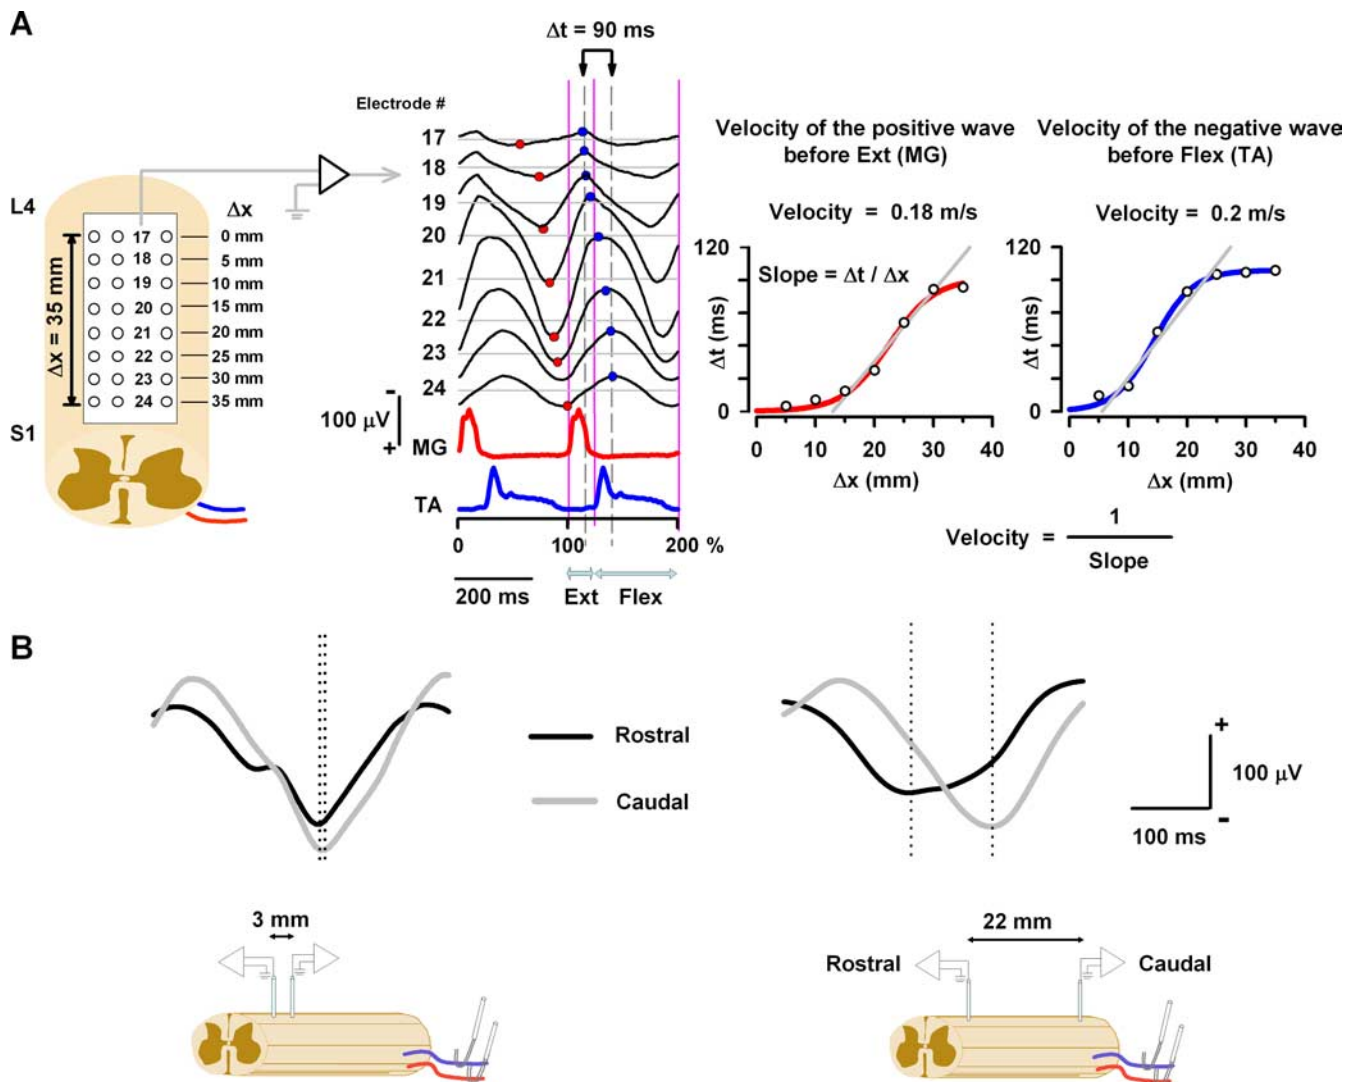 A
Δt = 90 ms
Electrode #
17
18
19
20
21
22
23
24
L4
S1
Δx = 35 mm
Δx
17 0 mm
18 5 mm
19 10 mm
20 15 mm
21 20 mm
22 25 mm
23 30 mm
24 35 mm
-
100 μV
+
MG
TA
0 100 200 %
200 ms Ext Flex
Velocity of the positive wave
before Ext (MG)
Velocity = 0.18 m/s
120
Slope = Δt / Δx
Δt (ms)
0
0 10 20 30 40
Δx (mm)
Velocity of the negative wave
before Flex (TA)
Velocity = 0.2 m/s
120
Δt (ms)
0
0 10 20 30 40
Δx (mm)
Velocity = 1
Slope
B
Rostral
Caudal
+
100 μV
-
100 ms
3 mm
22 mm
Rostral Caudal